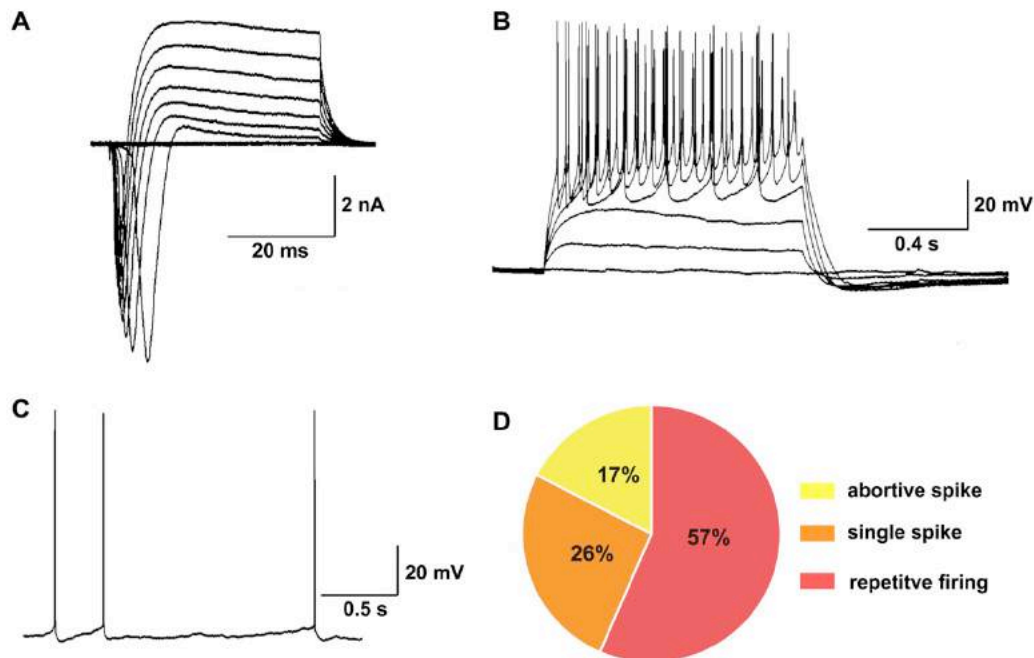 A
2 nA
20 ms
B
20 mV
0.4 s
C
20 mV
0.5 s
D
17%
26%
57%
abortive spike
single spike
repetitve firing